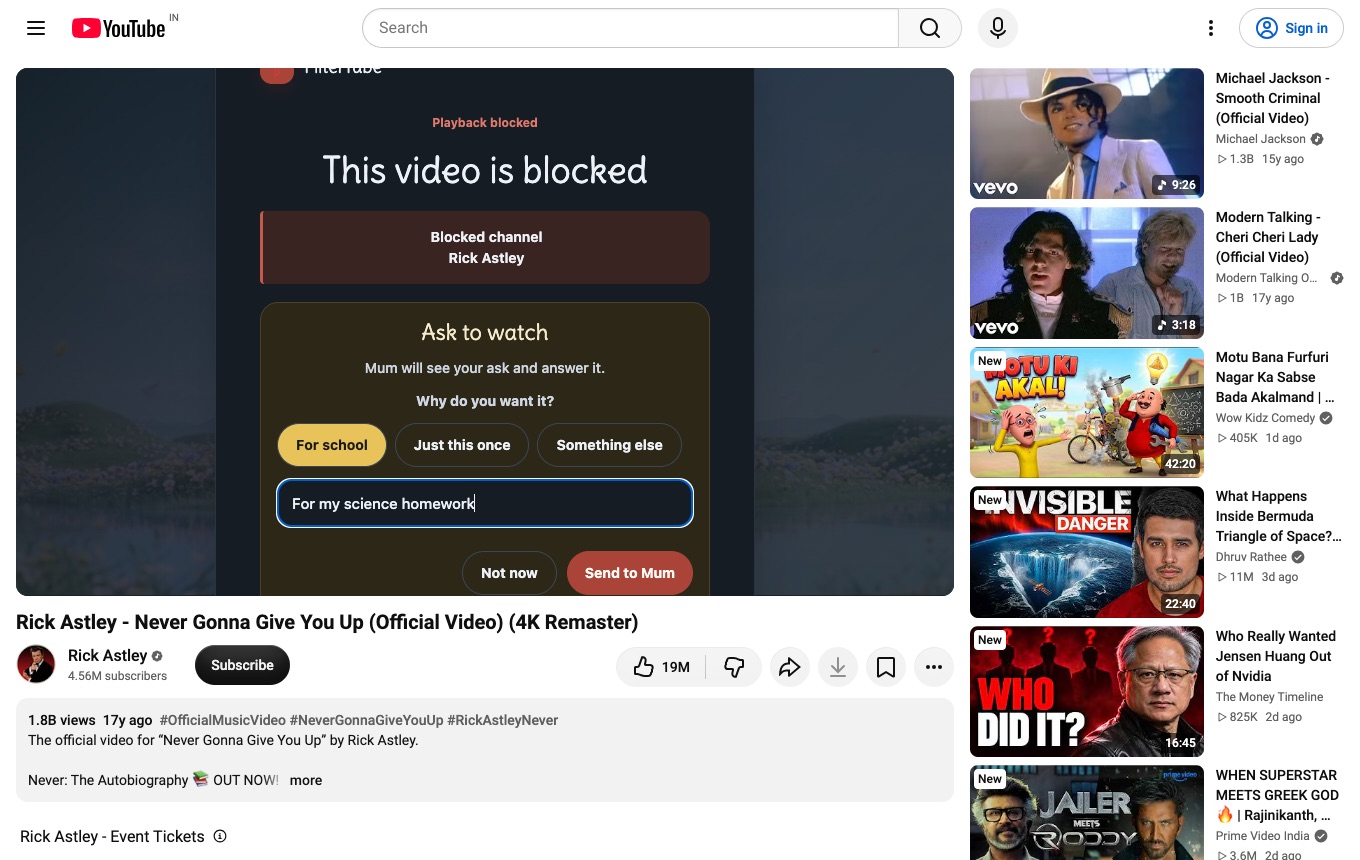 YouTube IN
Search
Sign in
FilterTube
Playback blocked
This video is blocked
Blocked channel
Rick Astley
Ask to watch
Mum will see your ask and answer it.
Why do you want it?
For school
Just this once
Something else
For my science homework
Not now
Send to Mum
Rick Astley - Never Gonna Give You Up (Official Video) (4K Remaster)
Rick Astley
4.56M subscribers
Subscribe
19M
1.8B views 17y ago #OfficialMusicVideo #NeverGonnaGiveYouUp #RickAstleyNever
The official video for “Never Gonna Give You Up” by Rick Astley.
Never: The Autobiography 📚 OUT NOW! more
Rick Astley - Event Tickets
vevo
9:26
Michael Jackson -
Smooth Criminal
(Official Video)
Michael Jackson
1.3B 15y ago
vevo
3:18
Modern Talking -
Cheri Cheri Lady
(Official Video)
Modern Talking O...
1B 17y ago
New
MOTU KI
AKAL!
42:20
Motu Bana Furfuri
Nagar Ka Sabse
Bada Akalmand | ...
Wow Kidz Comedy
405K 1d ago
New
INVISIBLE
DANGER
22:40
What Happens
Inside Bermuda
Triangle of Space?...
Dhruv Rathee
11M 3d ago
New
WHO
DID IT?
16:45
Who Really Wanted
Jensen Huang Out
of Nvidia
The Money Timeline
825K 2d ago
New
prime video
JAILER
MEETS
RODDY
WHEN SUPERSTAR
MEETS GREEK GOD
🔥 | Rajinikanth, ...
Prime Video India
3.6M 2d ago